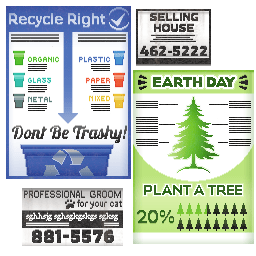 Recycle Right
ORGANIC
PLASTIC
GLASS
PAPER
METAL
MIXED
Dont Be Trashy!
SELLING
HOUSE
462-5222
EARTH DAY
PLANT A TREE
20%
PROFESSIONAL GROOM
for your cat
881-5576